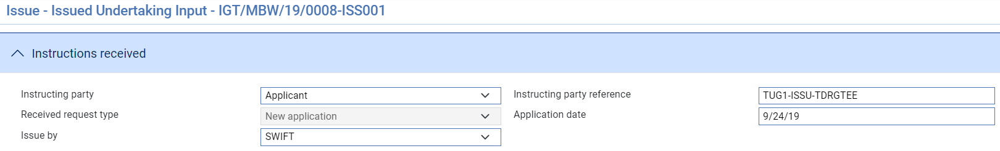 Issue - Issued Undertaking Input - IGT/MBW/19/0008-ISS001
Instructions received
Instructing party Applicant Instructing party reference TUG1-ISSU-TDRGTEE
Received request type New application Application date 9/24/19
Issue by SWIFT